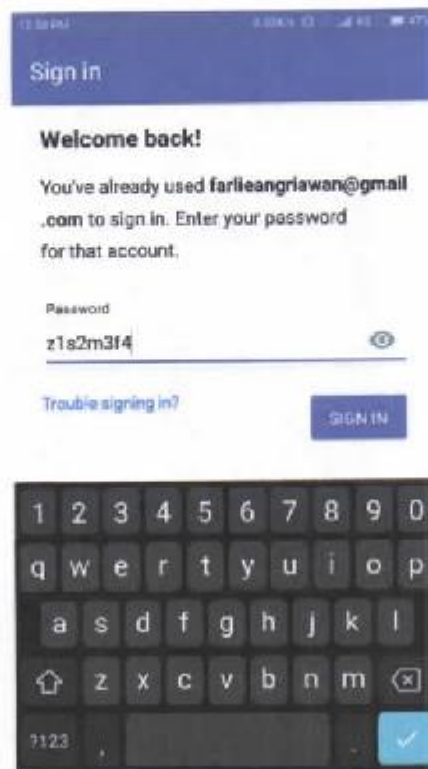 Sign in
Welcome back!
You've already used farlieangriawan@gmail
.com to sign in. Enter your password
for that account.
Password
z1s2m3f4
Trouble signing in?
SIGN IN
1 2 3 4 5 6 7 8 9 0
q w e r t y u i o p
a s d f g h j k l
z x c v b n m
?123 , .